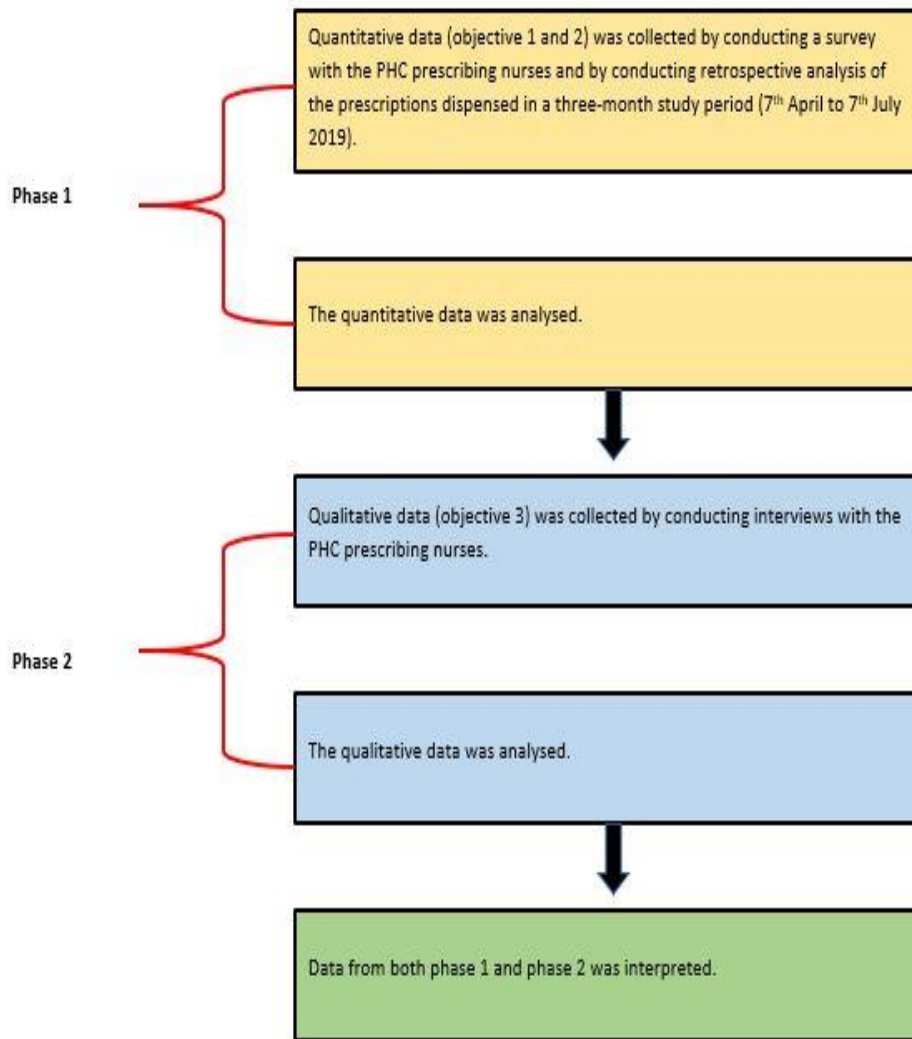 Quantitative data (objective 1 and 2) was collected by conducting a survey
with the PHC prescribing nurses and by conducting retrospective analysis of
the prescriptions dispensed in a three-month study period (7th April to 7th July
2019).
Phase 1
The quantitative data was analysed.
Qualitative data (objective 3) was collected by conducting interviews with the
PHC prescribing nurses.
Phase 2
The qualitative data was analysed.
Data from both phase 1 and phase 2 was interpreted.